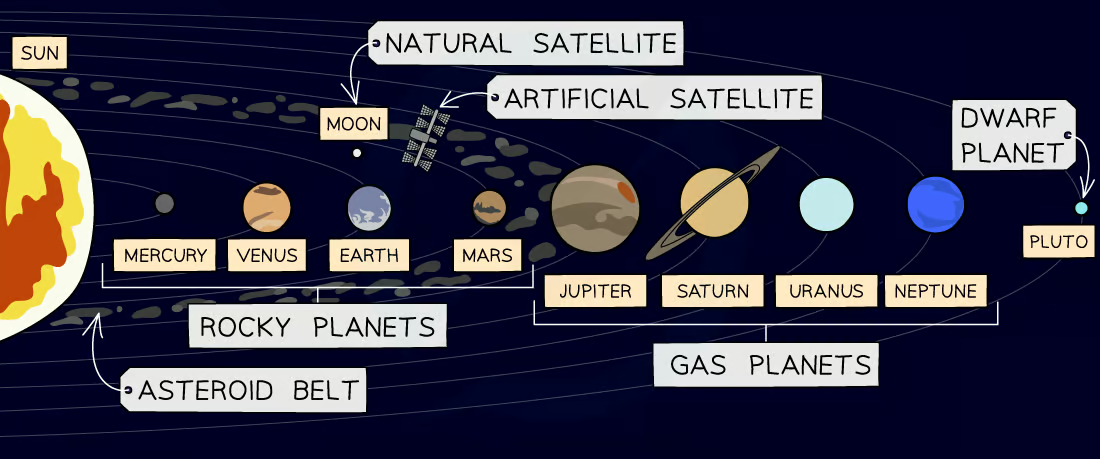 NATURAL SATELLITE
SUN
ARTIFICIAL SATELLITE
MOON
DWARF
PLANET
MERCURY
VENUS
EARTH
MARS
PLUTO
JUPITER
SATURN
URANUS
NEPTUNE
ROCKY PLANETS
GAS PLANETS
ASTEROID BELT